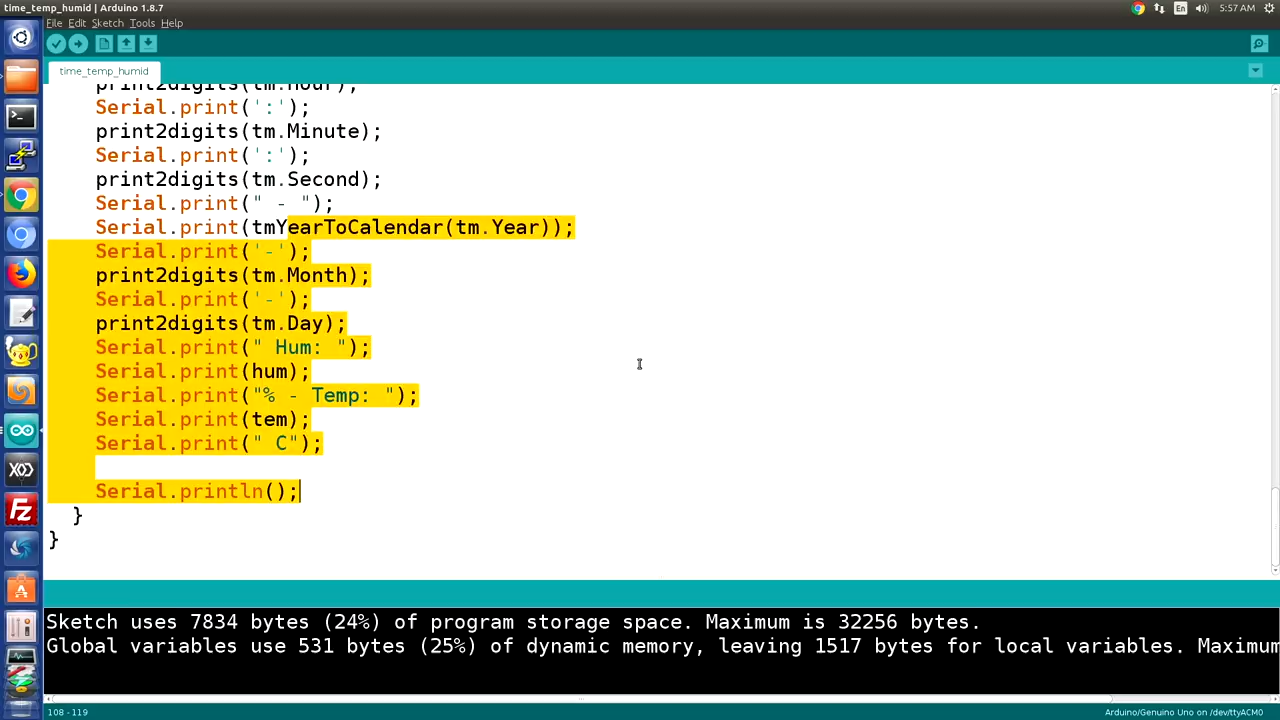 time_temp_humid | Arduino 1.8.7
En
5:57 AM
File Edit Sketch Tools Help
time_temp_humid
print2digits(tm.Hour);
Serial.print(':');
print2digits(tm.Minute);
Serial.print(':');
print2digits(tm.Second);
Serial.print(" - ");
Serial.print(tmYearToCalendar(tm.Year));
Serial.print('-');
print2digits(tm.Month);
Serial.print('-');
print2digits(tm.Day);
Serial.print(" Hum: ");
Serial.print(hum);
Serial.print("% - Temp: ");
Serial.print(tem);
Serial.print(" C");
Serial.println();
}
}
Sketch uses 7834 bytes (24%) of program storage space. Maximum is 32256 bytes.
Global variables use 531 bytes (25%) of dynamic memory, leaving 1517 bytes for local variables. Maximum
108 - 119
Arduino/Genuino Uno on /dev/ttyACM0